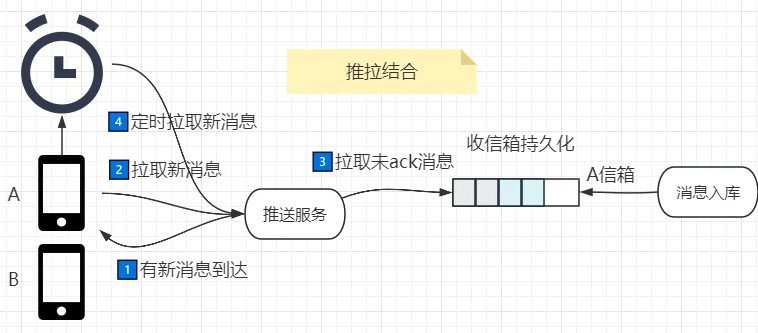 推拉结合
4 定时拉取新消息
收信箱持久化
3 拉取未ack消息
2 拉取新消息
A信箱
A
消息入库
推送服务
1 有新消息到达
B